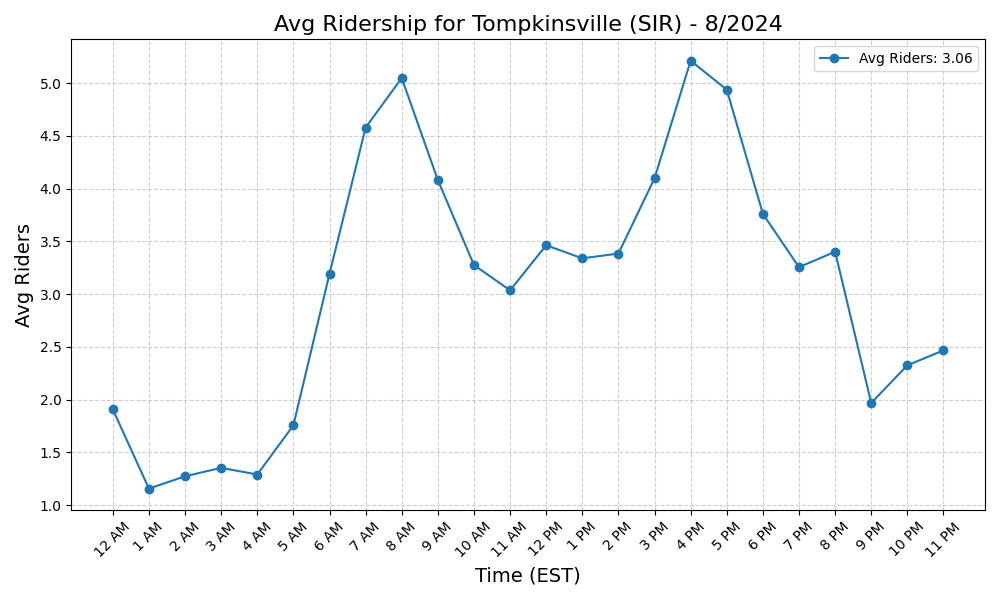 Avg Ridership for Tompkinsville (SIR) - 8/2024
Avg Riders: 3.06
Avg Riders
5.0
4.5
4.0
3.5
3.0
2.5
2.0
1.5
1.0
12 AM
1 AM
2 AM
3 AM
4 AM
5 AM
6 AM
7 AM
8 AM
9 AM
10 AM
11 AM
12 PM
1 PM
2 PM
3 PM
4 PM
5 PM
6 PM
7 PM
8 PM
9 PM
10 PM
11 PM
Time (EST)